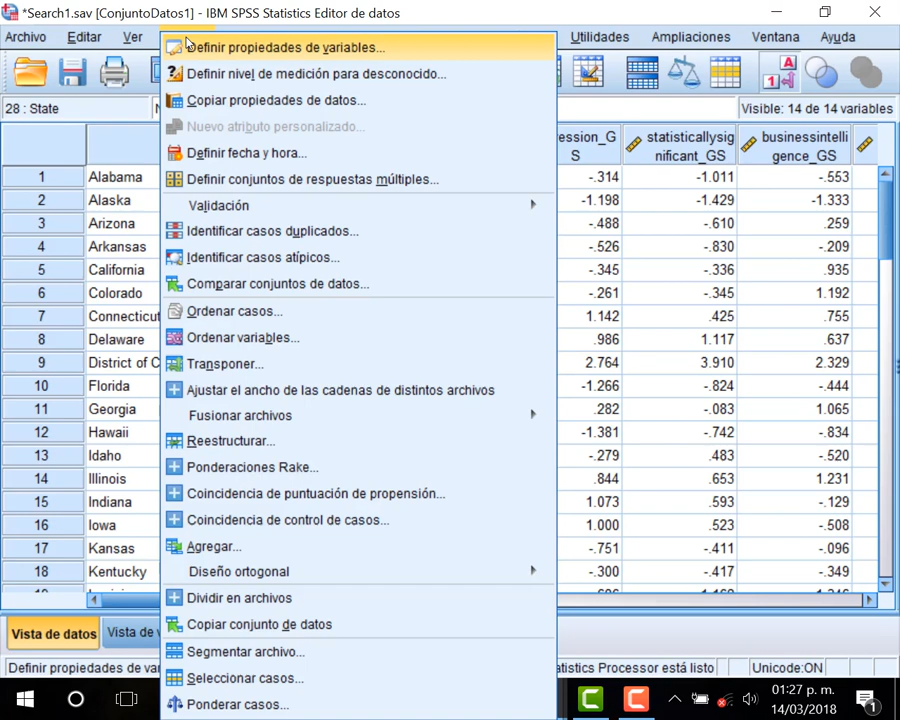 *Search1.sav [ConjuntoDatos1] - IBM SPSS Statistics Editor de datos
Archivo Editar Ver Utilidades Ampliaciones Ventana Ayuda
28 : State
Visible: 14 de 14 variables
Definir propiedades de variables...
Definir nivel de medición para desconocido...
Copiar propiedades de datos...
Nuevo atributo personalizado...
Definir fecha y hora...
Definir conjuntos de respuestas múltiples...
Validación
Identificar casos duplicados...
Identificar casos atípicos...
Comparar conjuntos de datos...
Ordenar casos...
Ordenar variables...
Transponer...
Ajustar el ancho de las cadenas de distintos archivos
Fusionar archivos
Reestructurar...
Ponderaciones Rake...
Coincidencia de puntuación de propensión...
Coincidencia de control de casos...
Agregar...
Diseño ortogonal
Dividir en archivos
Copiar conjunto de datos
Segmentar archivo...
Seleccionar casos...
Ponderar casos...
ession_G
S
statisticallysig
nificant_GS
businessintelli
gence_GS
1 Alabama -.314 -1.011 -.553
2 Alaska -1.198 -1.429 -1.333
3 Arizona -.488 -.610 .259
4 Arkansas -.526 -.830 -.209
5 California -.345 -.336 .935
6 Colorado -.261 -.345 1.192
7 Connecticut 1.142 .425 .755
8 Delaware .986 1.117 .637
9 District of C 2.764 3.910 2.329
10 Florida -1.266 -.824 -.444
11 Georgia .282 -.083 1.065
12 Hawaii -1.381 -.742 -.834
13 Idaho -.279 .483 -.520
14 Illinois .844 .653 1.231
15 Indiana 1.073 .593 -.129
16 Iowa 1.000 .523 -.508
17 Kansas -.751 -.411 -.096
18 Kentucky -.300 -.417 -.349
Vista de datos Vista de v
Definir propiedades de var
atistics Processor está listo
Unicode:ON
01:27 p. m.
14/03/2018
1